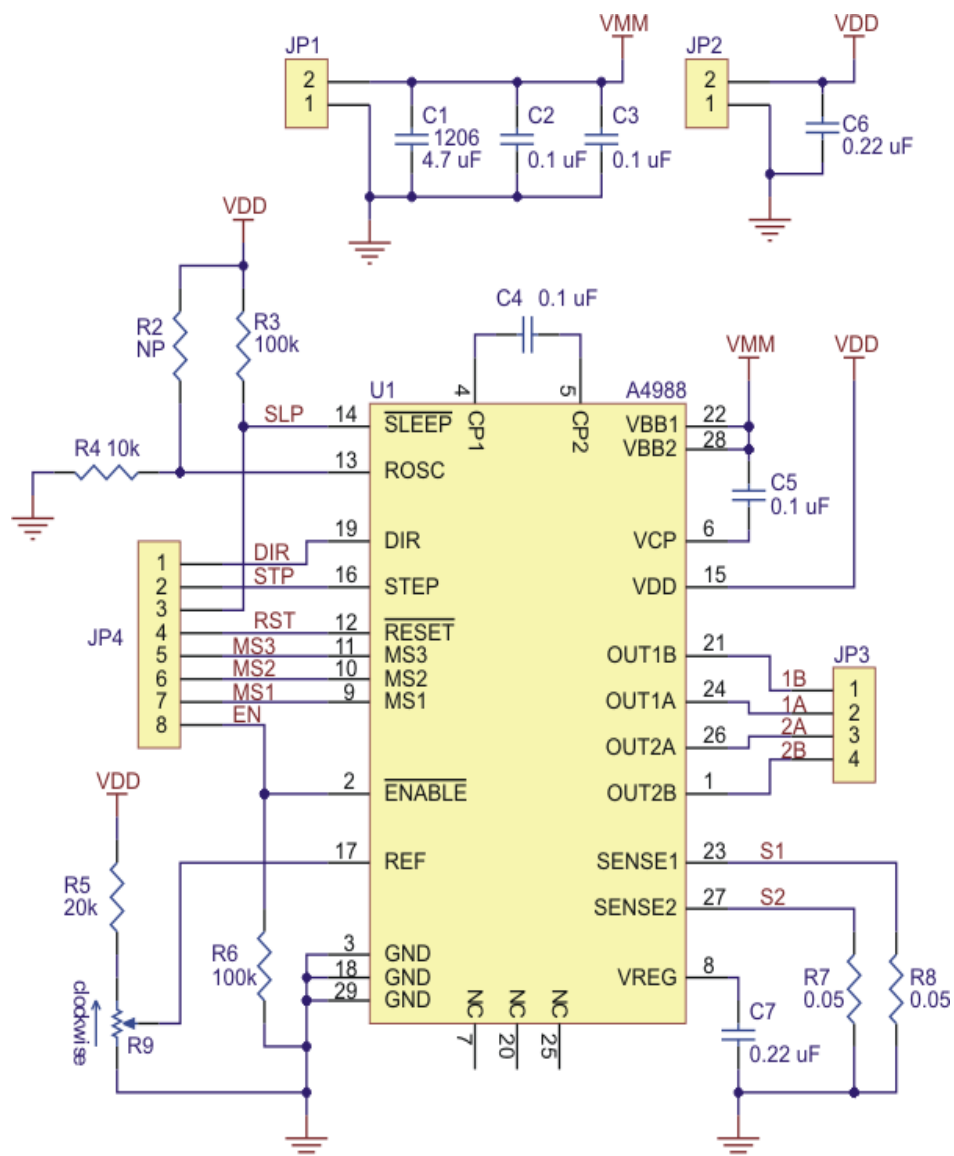 VMM
VDD
JP1
JP2
2
1
2
1
C1
1206
4.7 uF
C2
0.1 uF
C3
0.1 uF
C6
0.22 uF
VDD
R2
NP
R3
100k
C4 0.1 uF
VMM
VDD
4
5
U1
A4988
SLP
14
SLEEP
CP1
CP2
VBB1
22
VBB2
28
R4 10k
13
ROSC
C5
0.1 uF
DIR
19
DIR
VCP
6
1
STP
16
STEP
VDD
15
2
3
JP4
4
RST
12
RESET
5
MS3
11
MS3
6
MS2
10
MS2
7
MS1
9
MS1
8
EN
OUT1B
21
JP3
1B
1
OUT1A
24
1A
2
2A
3
OUT2A
26
2B
4
VDD
2
ENABLE
OUT2B
1
17
REF
SENSE1
23
S1
R5
20k
SENSE2
27
S2
R6
100k
3
GND
18
GND
29
GND
VREG
8
R7
0.05
R8
0.05
clockwise
R9
NC
NC
NC
7
20
25
C7
0.22 uF